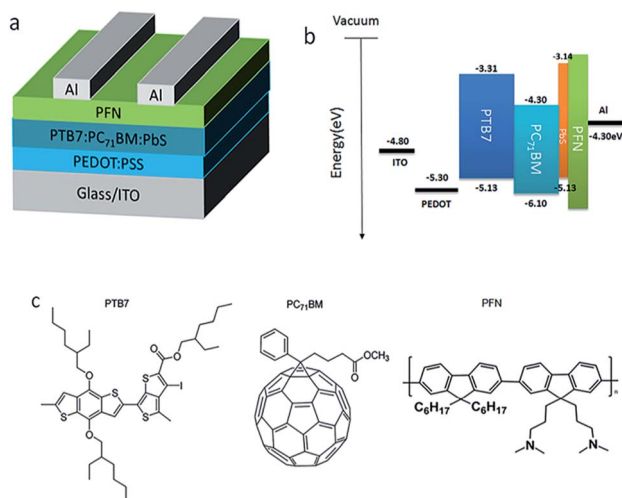 a
Al
Al
PFN
PTB7:PC71BM:PbS
PEDOT:PSS
Glass/ITO
b
Vacuum
Energy(eV)
-4.80
ITO
-5.30
PEDOT
-3.31
PTB7
-5.13
-4.30
PC71BM
-6.10
-3.14
PbS
-5.13
PFN
Al
-4.30eV
c
PTB7
O
O
S
S
S
S
O
O
I
PC71BM
OCH3
O
PFN
C6H17
C6H17
N
N
n